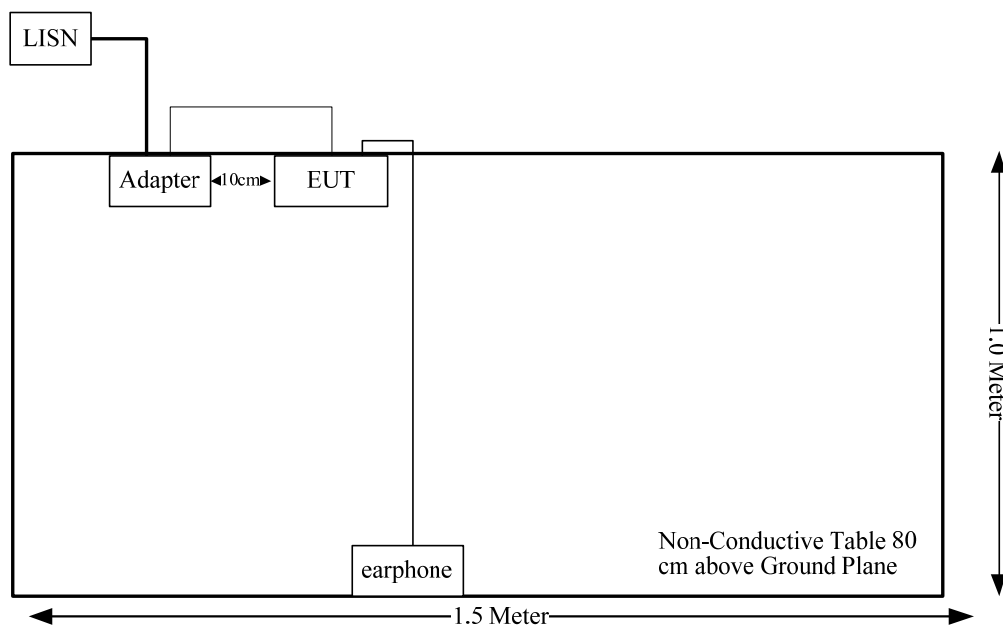 LISN
Adapter
10cm
EUT
1.0 Meter
Non-Conductive Table 80
cm above Ground Plane
earphone
1.5 Meter